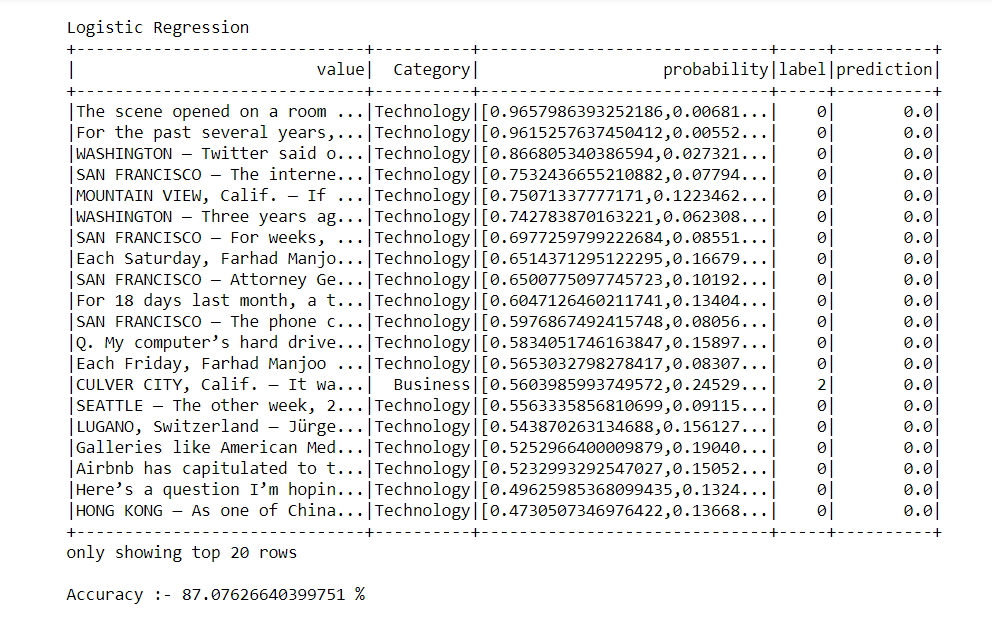 Logistic Regression
+------------------------------+----------+------------------------------+-----+----------+
|                         value|  Category|                   probability|label|prediction|
+------------------------------+----------+------------------------------+-----+----------+
|The scene opened on a room ...|Technology|[0.9657986393252186,0.00681...|    0|       0.0|
|For the past several years,...|Technology|[0.9615257637450412,0.00552...|    0|       0.0|
|WASHINGTON — Twitter said o...|Technology|[0.866805340386594,0.027321...|    0|       0.0|
|SAN FRANCISCO — The interne...|Technology|[0.7532436655210882,0.07794...|    0|       0.0|
|MOUNTAIN VIEW, Calif. — If ...|Technology|[0.75071337777171,0.1223462...|    0|       0.0|
|WASHINGTON — Three years ag...|Technology|[0.742783870163221,0.062308...|    0|       0.0|
|SAN FRANCISCO — For weeks, ...|Technology|[0.6977259799222684,0.08551...|    0|       0.0|
|Each Saturday, Farhad Manjo...|Technology|[0.6514371295122295,0.16679...|    0|       0.0|
|SAN FRANCISCO — Attorney Ge...|Technology|[0.6500775097745723,0.10192...|    0|       0.0|
|For 18 days last month, a t...|Technology|[0.6047126460211741,0.13404...|    0|       0.0|
|SAN FRANCISCO — The phone c...|Technology|[0.5976867492415748,0.08056...|    0|       0.0|
|Q. My computer’s hard drive...|Technology|[0.5834051746163847,0.15897...|    0|       0.0|
|Each Friday, Farhad Manjoo ...|Technology|[0.5653032798278417,0.08307...|    0|       0.0|
|CULVER CITY, Calif. — It wa...|  Business|[0.5603985993749572,0.24529...|    2|       0.0|
|SEATTLE — The other week, 2...|Technology|[0.5563335856810699,0.09115...|    0|       0.0|
|LUGANO, Switzerland — Jürge...|Technology|[0.543870263134688,0.156127...|    0|       0.0|
|Galleries like American Med...|Technology|[0.5252966400009879,0.19040...|    0|       0.0|
|Airbnb has capitulated to t...|Technology|[0.5232993292547027,0.15052...|    0|       0.0|
|Here’s a question I’m hopin...|Technology|[0.49625985368099435,0.1324...|    0|       0.0|
|HONG KONG — As one of China...|Technology|[0.4730507346976422,0.13668...|    0|       0.0|
+------------------------------+----------+------------------------------+-----+----------+
only showing top 20 rows
Accuracy :- 87.07626640399751 %